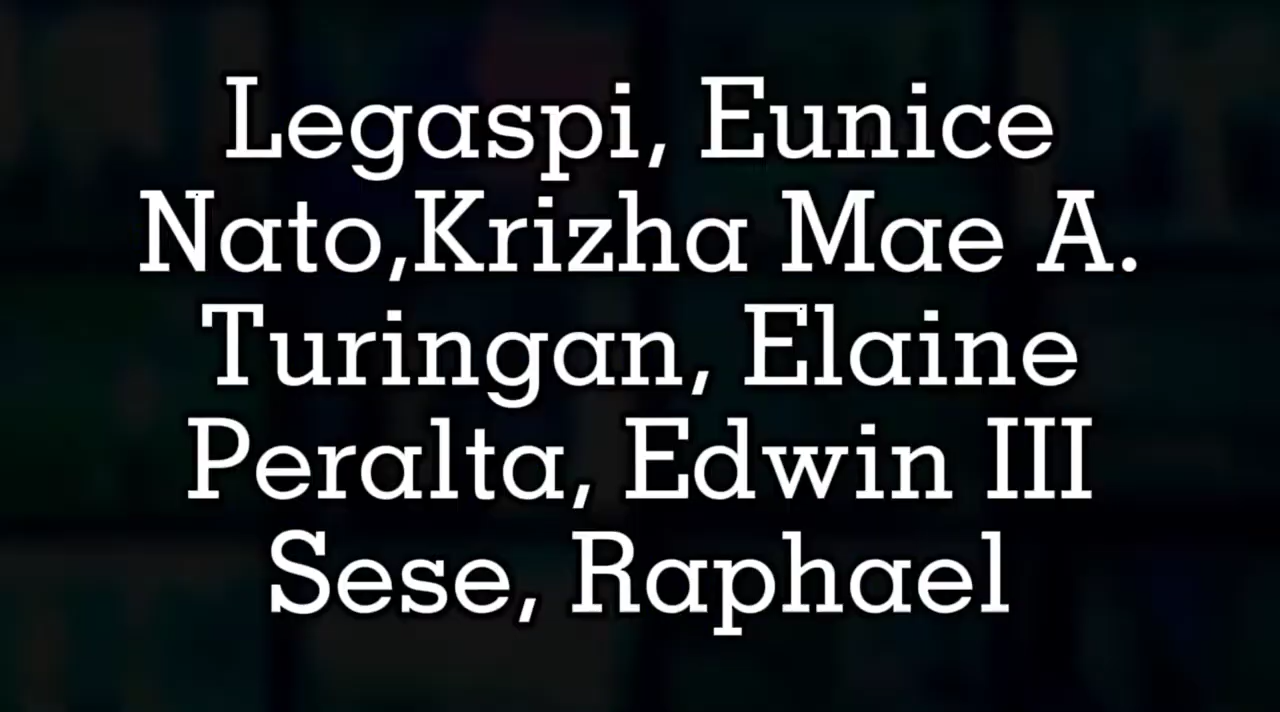 Legaspi, Eunice
Nato,Krizha Mae A.
Turingan, Elaine
Peralta, Edwin III
Sese, Raphael